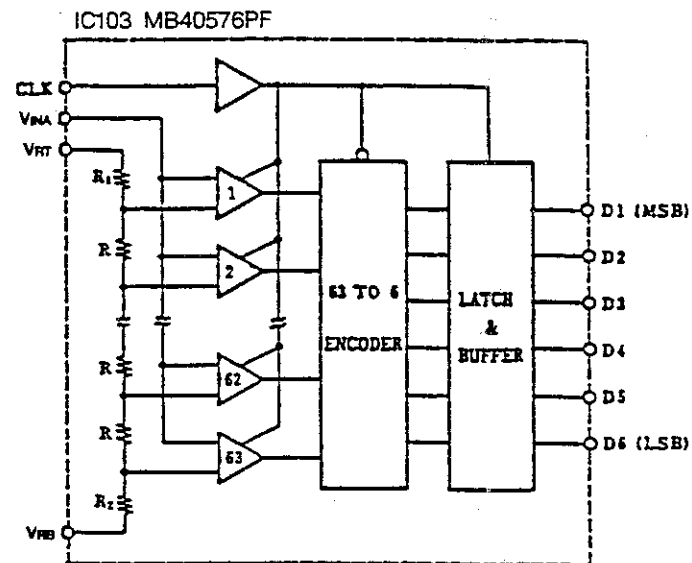 IC103 MB40576PF
CLK
VINA
VRT
R1
1
D1 (MSB)
R
2
D2
63 TO 6
LATCH
D3
&
ENCODER
BUFFER
D4
R
62
D5
R
63
D6 (LSB)
R2
VRB